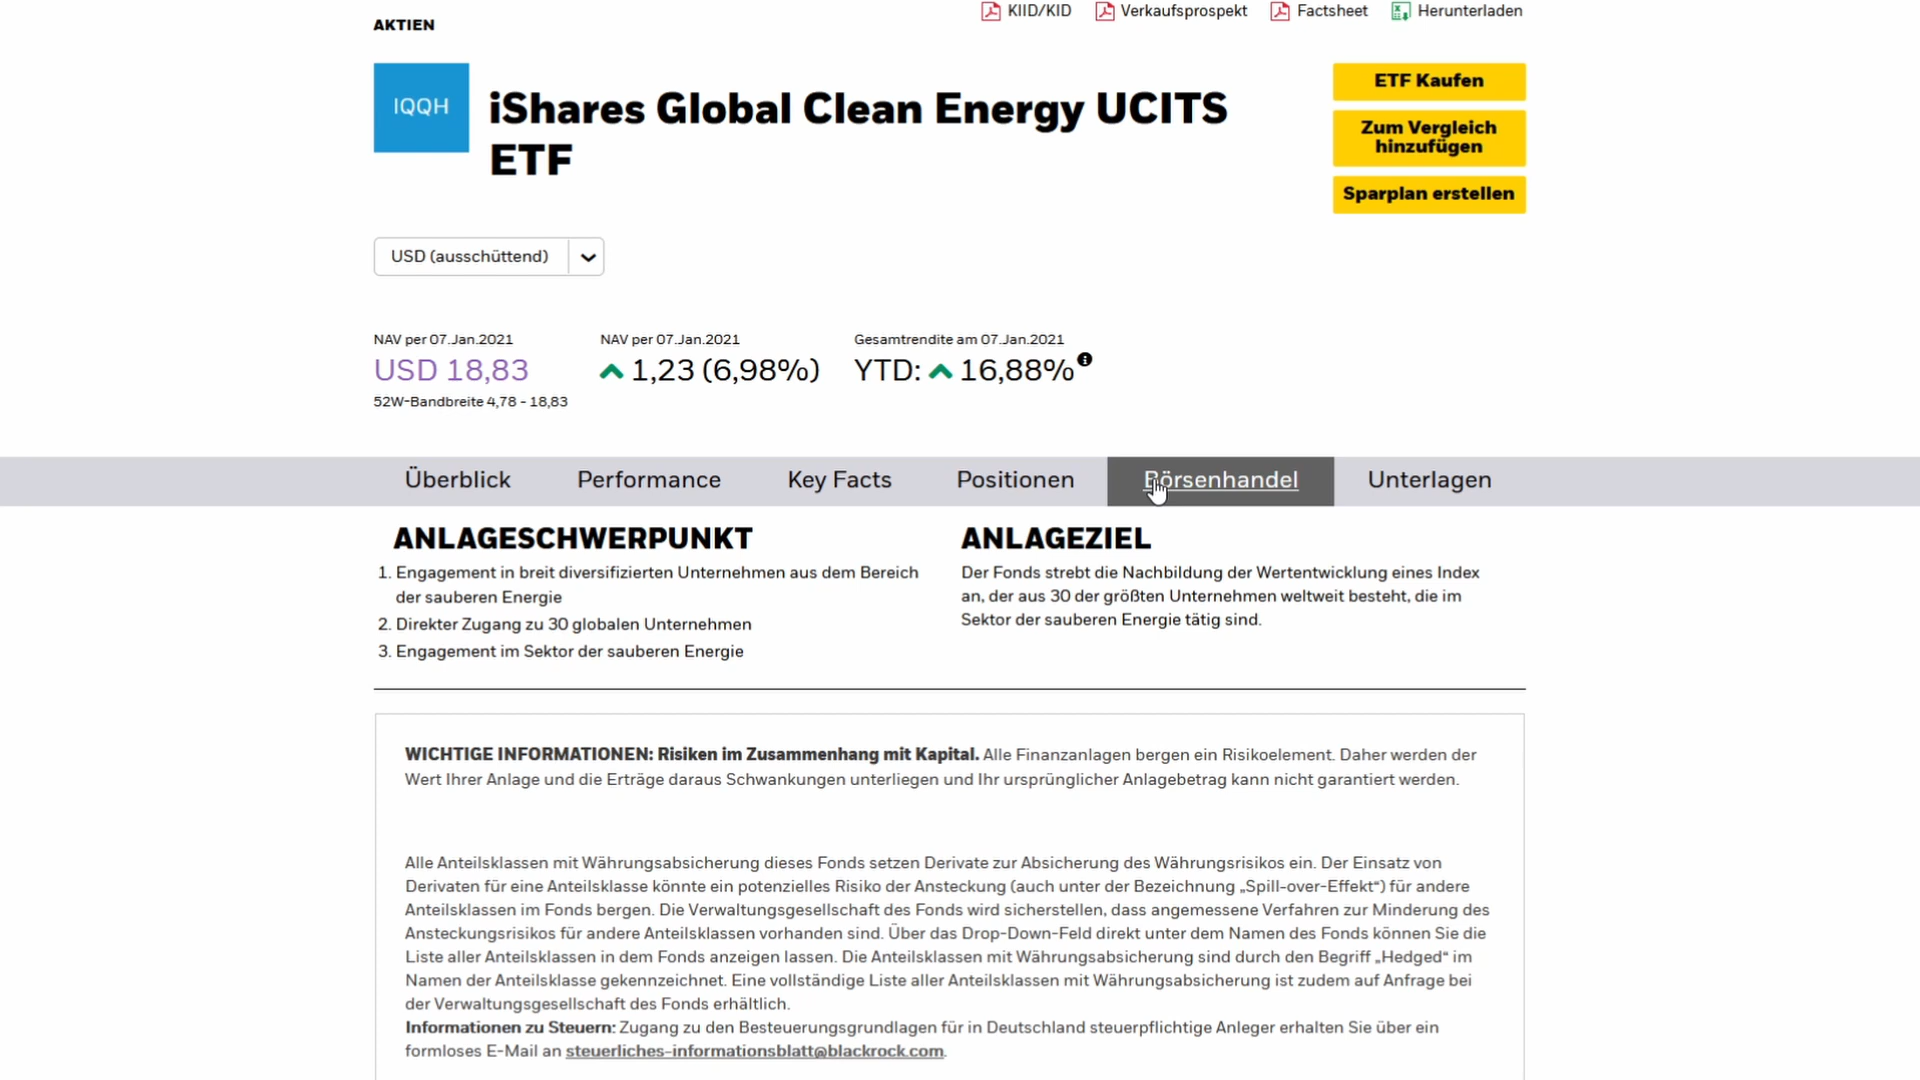 KIID/KID Verkaufsprospekt Factsheet Herunterladen
AKTIEN
IQQH
iShares Global Clean Energy UCITS
ETF
ETF Kaufen
Zum Vergleich
hinzufügen
Sparplan erstellen
USD (ausschüttend)
NAV per 07.Jan.2021
USD 18,83
52W-Bandbreite 4,78 - 18,83
NAV per 07.Jan.2021
1,23 (6,98%)
Gesamtrendite am 07.Jan.2021
YTD: 16,88%
Überblick Performance Key Facts Positionen Börsenhandel Unterlagen
ANLAGESCHWERPUNKT
1. Engagement in breit diversifizierten Unternehmen aus dem Bereich
der sauberen Energie
2. Direkter Zugang zu 30 globalen Unternehmen
3. Engagement im Sektor der sauberen Energie
ANLAGEZIEL
Der Fonds strebt die Nachbildung der Wertentwicklung eines Index
an, der aus 30 der größten Unternehmen weltweit besteht, die im
Sektor der sauberen Energie tätig sind.
WICHTIGE INFORMATIONEN: Risiken im Zusammenhang mit Kapital. Alle Finanzanlagen bergen ein Risikoelement. Daher werden der
Wert Ihrer Anlage und die Erträge daraus Schwankungen unterliegen und Ihr ursprünglicher Anlagebetrag kann nicht garantiert werden.
Alle Anteilsklassen mit Währungsabsicherung dieses Fonds setzen Derivate zur Absicherung des Währungsrisikos ein. Der Einsatz von
Derivaten für eine Anteilsklasse könnte ein potenzielles Risiko der Ansteckung (auch unter der Bezeichnung „Spill-over-Effekt“) für andere
Anteilsklassen im Fonds bergen. Die Verwaltungsgesellschaft des Fonds wird sicherstellen, dass angemessene Verfahren zur Minderung des
Ansteckungsrisikos für andere Anteilsklassen vorhanden sind. Über das Drop-Down-Feld direkt unter dem Namen des Fonds können Sie die
Liste aller Anteilsklassen in dem Fonds anzeigen lassen. Die Anteilsklassen mit Währungsabsicherung sind durch den Begriff „Hedged“ im
Namen der Anteilsklasse gekennzeichnet. Eine vollständige Liste aller Anteilsklassen mit Währungsabsicherung ist zudem auf Anfrage bei
der Verwaltungsgesellschaft des Fonds erhältlich.
Informationen zu Steuern: Zugang zu den Besteuerungsgrundlagen für in Deutschland steuerpflichtige Anleger erhalten Sie über ein
formloses E-Mail an steuerliches-informationsblatt@blackrock.com.